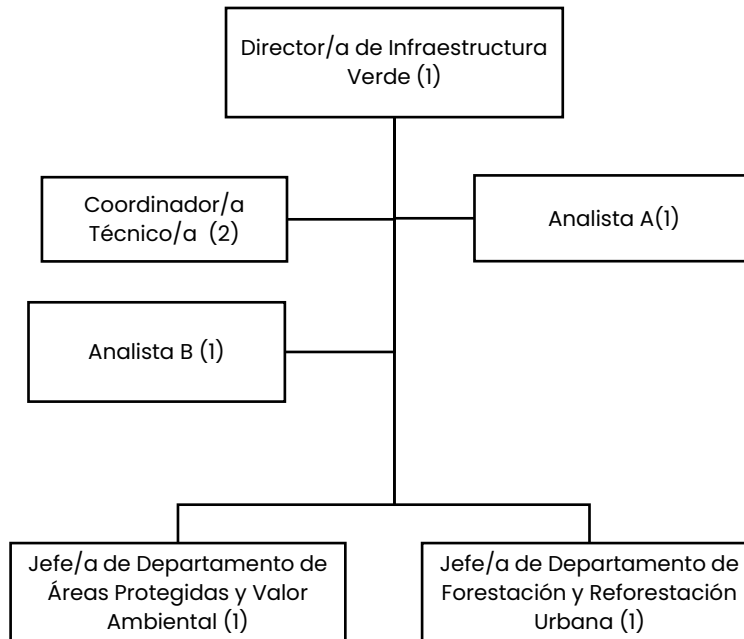 Director/a de Infraestructura
Verde (1)
Coordinador/a
Técnico/a (2)
Analista A(1)
Analista B (1)
Jefe/a de Departamento de
Áreas Protegidas y Valor
Ambiental (1)
Jefe/a de Departamento de
Forestación y Reforestación
Urbana (1)